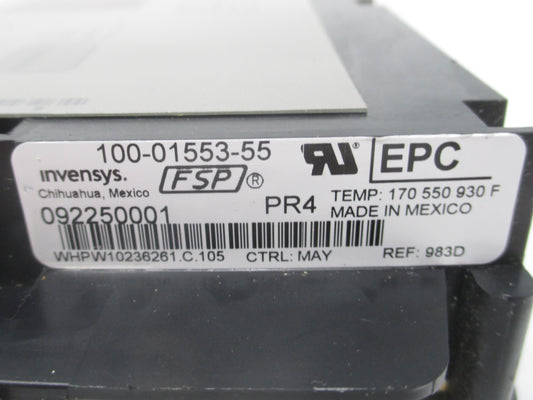 100-01553-55
invensys.
Chihuahua, Mexico
FSP®
EPC
092250001
PR4
TEMP: 170 550 930 F
MADE IN MEXICO
WHPW10236261.C.105
CTRL: MAY
REF: 983D